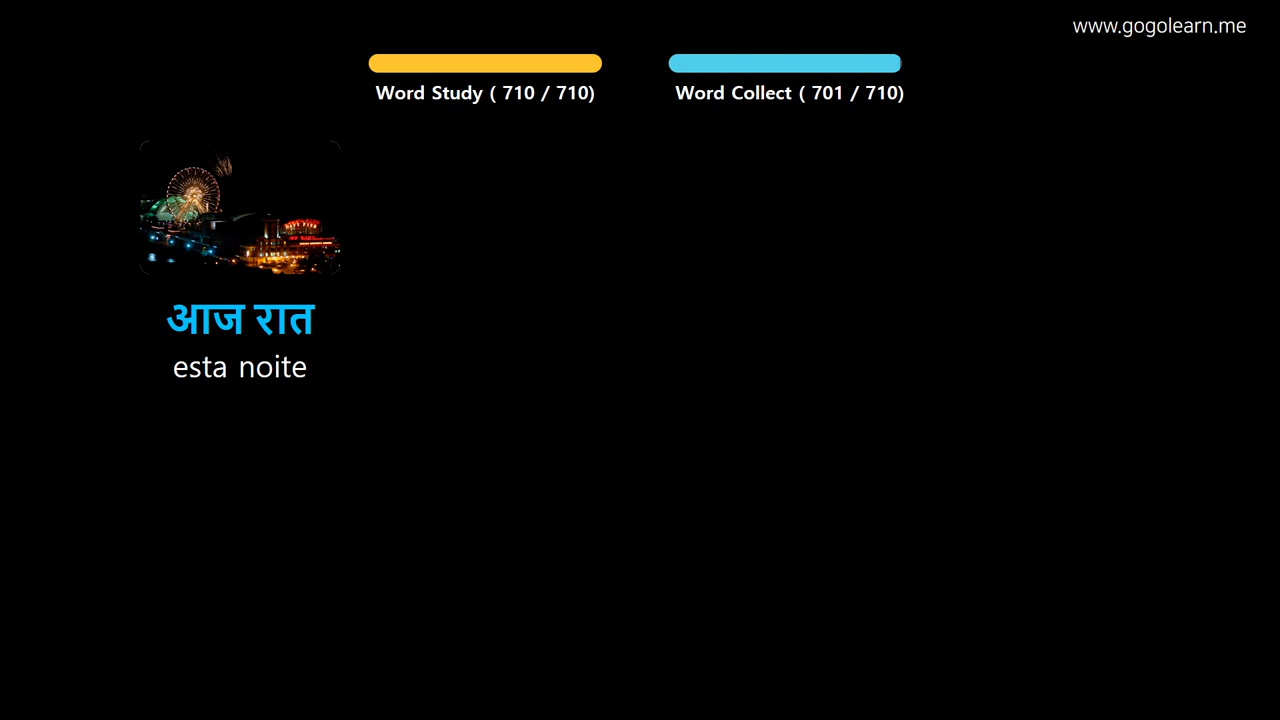 www.gogolearn.me
Word Study ( 710 / 710)
Word Collect ( 701 / 710)
आज रात
esta noite